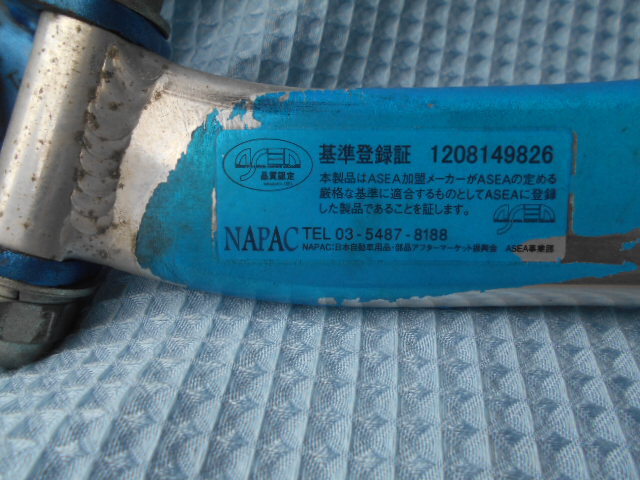 ASEA
品質認定
基準登録証 1208149826
本製品はASEA加盟メーカーがASEAの定める
厳格な基準に適合するものとしてASEAに登録
した製品であることを証します。
ASEA
NAPAC TEL 03-5487-8188
NAPAC:日本自動車用品・部品アフターマーケット振興会 ASEA事業部